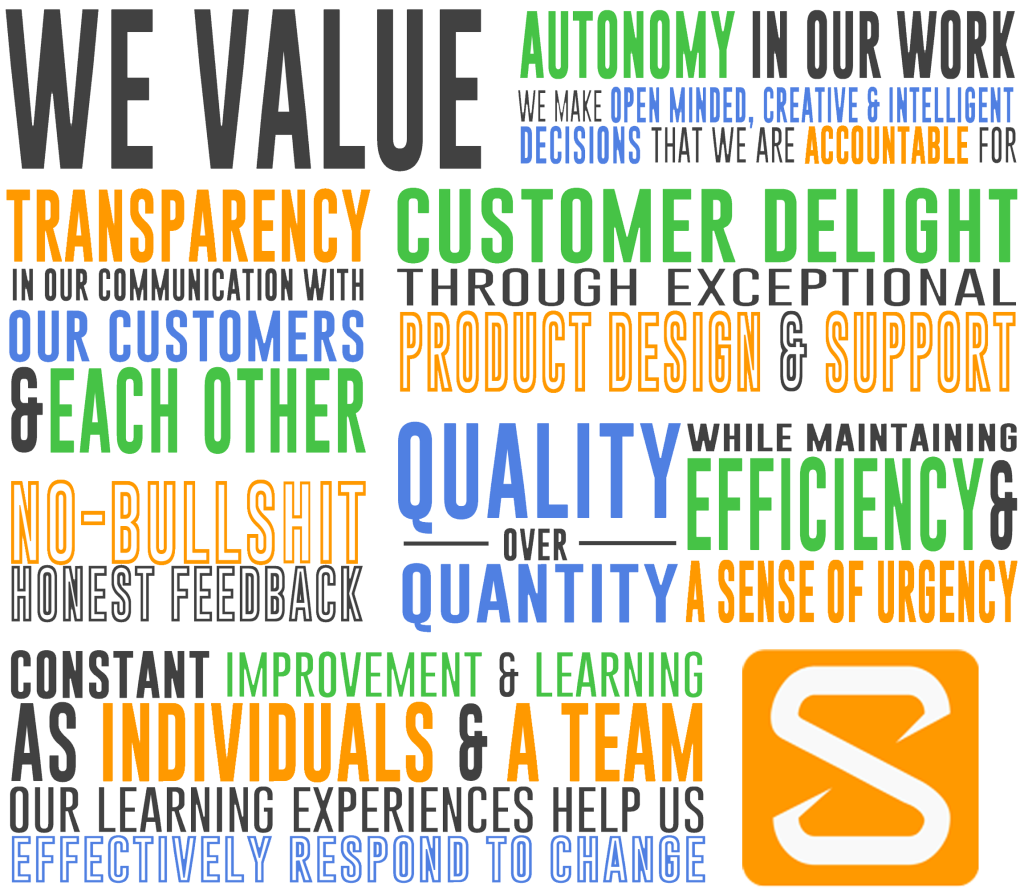 WE VALUE
AUTONOMY IN OUR WORK
WE MAKE OPEN MINDED, CREATIVE & INTELLIGENT
DECISIONS THAT WE ARE ACCOUNTABLE FOR
TRANSPARENCY
IN OUR COMMUNICATION WITH
OUR CUSTOMERS
& EACH OTHER
CUSTOMER DELIGHT
THROUGH EXCEPTIONAL
PRODUCT DESIGN & SUPPORT
NO-BULLSHIT
HONEST FEEDBACK
QUALITY
OVER
QUANTITY
WHILE MAINTAINING
EFFICIENCY &
A SENSE OF URGENCY
CONSTANT IMPROVEMENT & LEARNING
AS INDIVIDUALS & A TEAM
OUR LEARNING EXPERIENCES HELP US
EFFECTIVELY RESPOND TO CHANGE
S